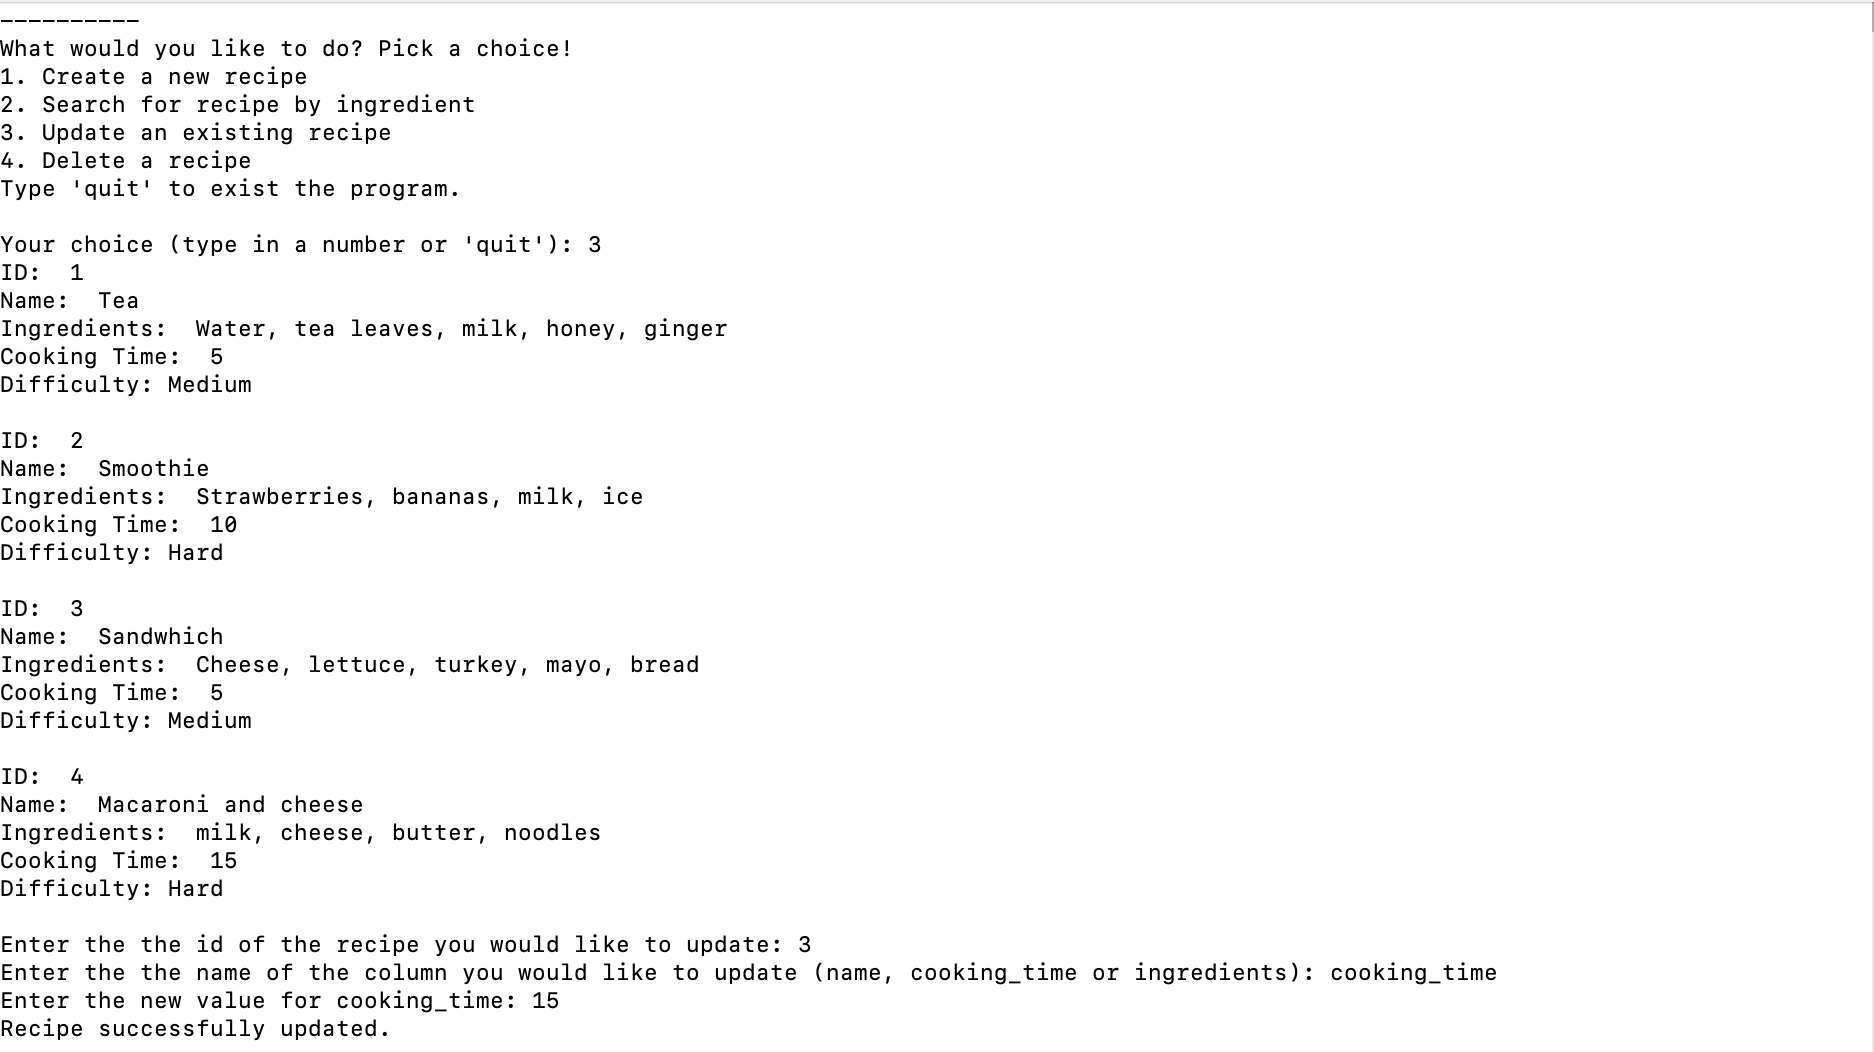 ----------
What would you like to do? Pick a choice!
1. Create a new recipe
2. Search for recipe by ingredient
3. Update an existing recipe
4. Delete a recipe
Type 'quit' to exist the program.
Your choice (type in a number or 'quit'): 3
ID:  1
Name:  Tea
Ingredients:  Water, tea leaves, milk, honey, ginger
Cooking Time:  5
Difficulty: Medium
ID:  2
Name:  Smoothie
Ingredients:  Strawberries, bananas, milk, ice
Cooking Time:  10
Difficulty: Hard
ID:  3
Name:  Sandwhich
Ingredients:  Cheese, lettuce, turkey, mayo, bread
Cooking Time:  5
Difficulty: Medium
ID:  4
Name:  Macaroni and cheese
Ingredients:  milk, cheese, butter, noodles
Cooking Time:  15
Difficulty: Hard
Enter the the id of the recipe you would like to update: 3
Enter the the name of the column you would like to update (name, cooking_time or ingredients): cooking_time
Enter the new value for cooking_time: 15
Recipe successfully updated.